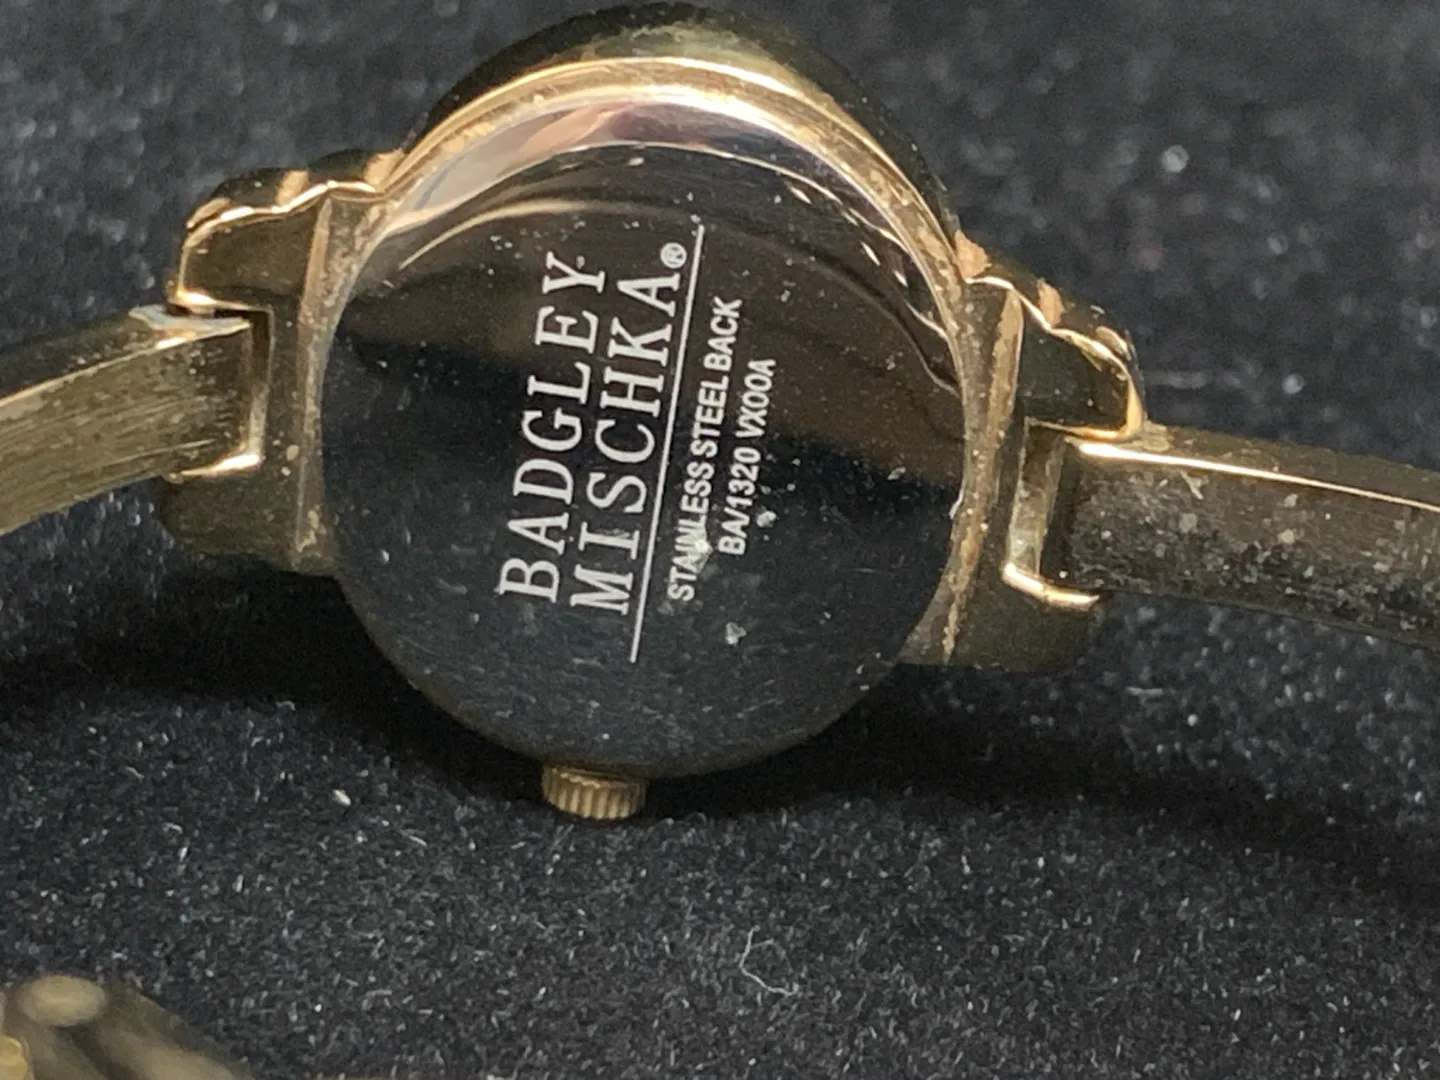 BADGLEY
MISCHKA®
STAINLESS STEEL BACK
BA/1320 VX00A